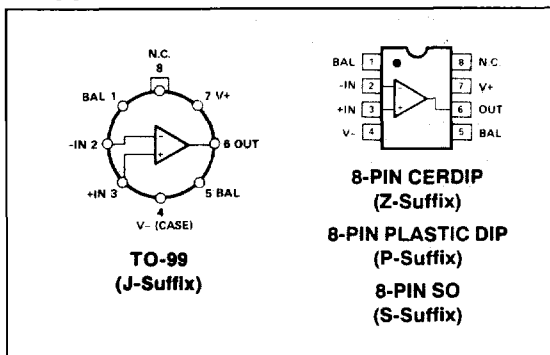 N.C.
8
BAL 1
7 V+
-IN 2
6 OUT
+IN 3
5 BAL
4
V- (CASE)
TO-99
(J-Suffix)
BAL 1
8 N.C.
-IN 2
7 V+
+IN 3
6 OUT
V- 4
5 BAL
8-PIN CERDIP
(Z-Suffix)
8-PIN PLASTIC DIP
(P-Suffix)
8-PIN SO
(S-Suffix)